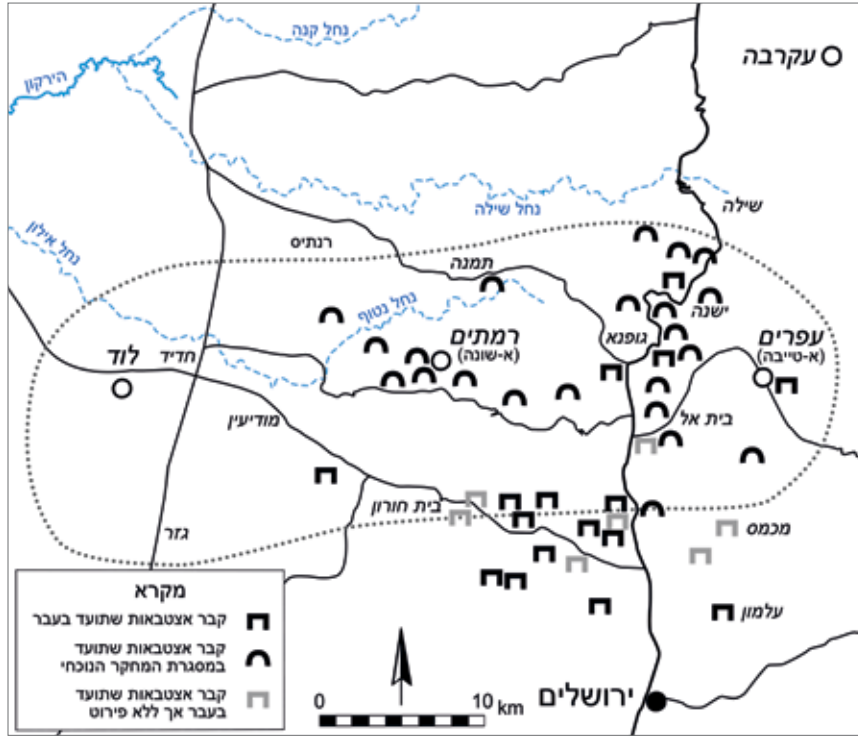 נחל קנה
הירקון
עקרבה
שילה
נחל שילה
נחל אילון
רנתיס
תמנה
נחל נטוף
ישנה
גופנא
רמתים
(א-שונה)
עפרים
(א-טייבה)
לוד
חדיד
מודיעין
בית אל
בית חורון
גזר
מכמס
עלמון
ירושלים
מקרא
קבר אצטבאות שתועד בעבר
קבר אצטבאות שתועד
במסגרת המחקר הנוכחי
קבר אצטבאות שתועד
בעבר אך ללא פירוט
0 10 km